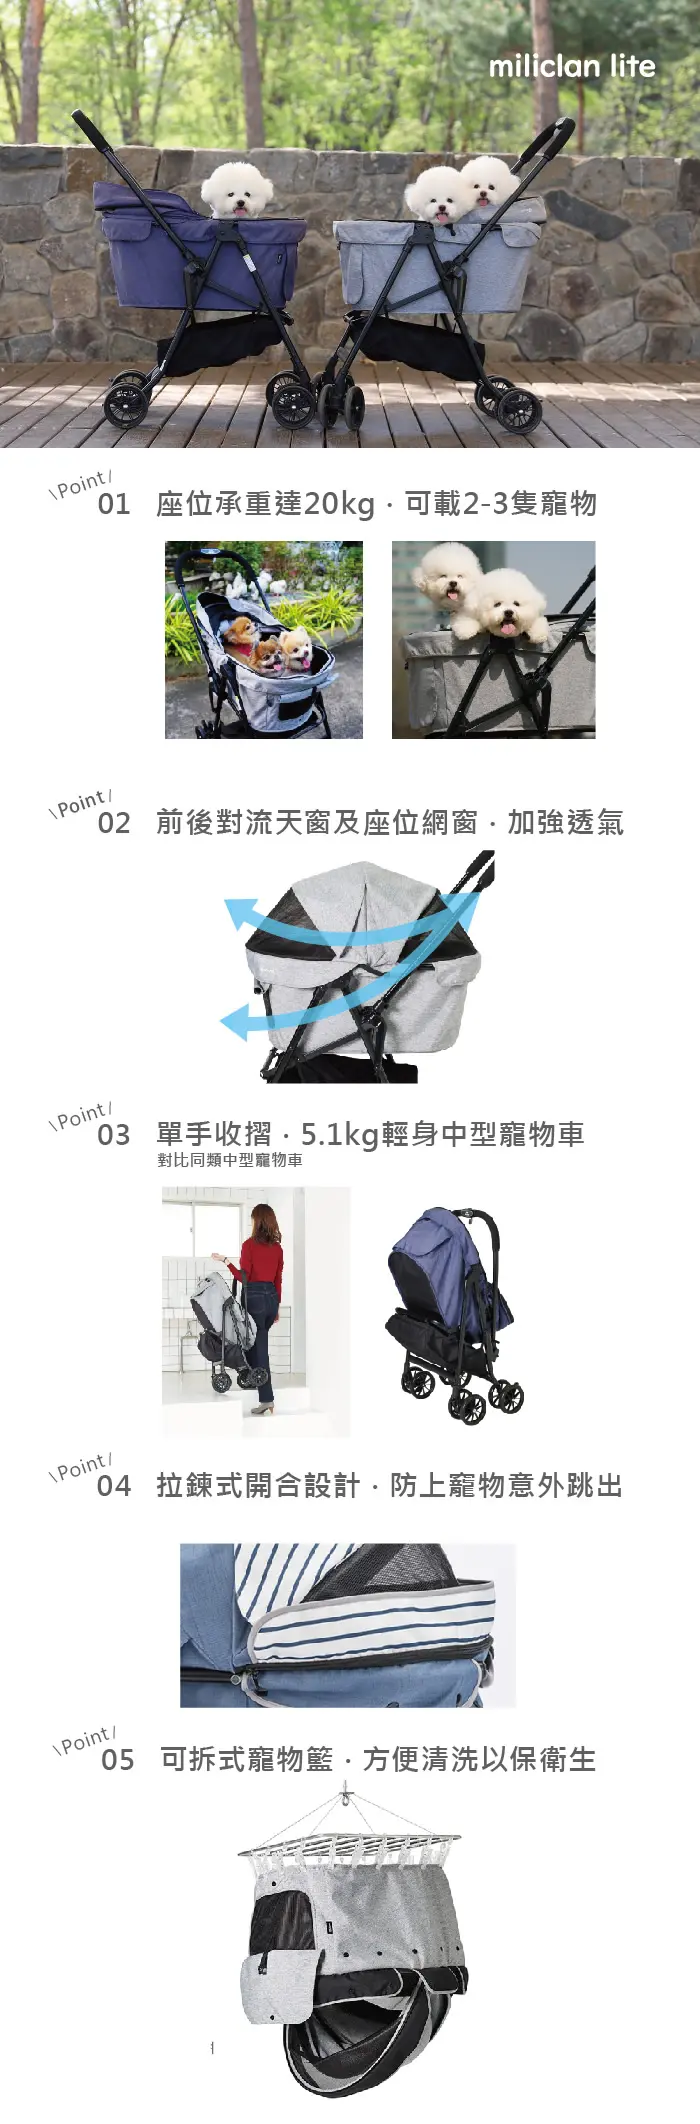 miliclan lite
\Point/
01 座位承重達20kg．可載2-3隻寵物
\Point/
02 前後對流天窗及座位網窗．加強透氣
\Point/
03 單手收摺．5.1kg輕身中型寵物車
對比同類中型寵物車
\Point/
04 拉鍊式開合設計．防上寵物意外跳出
\Point/
05 可拆式寵物籃．方便清洗以保衛生